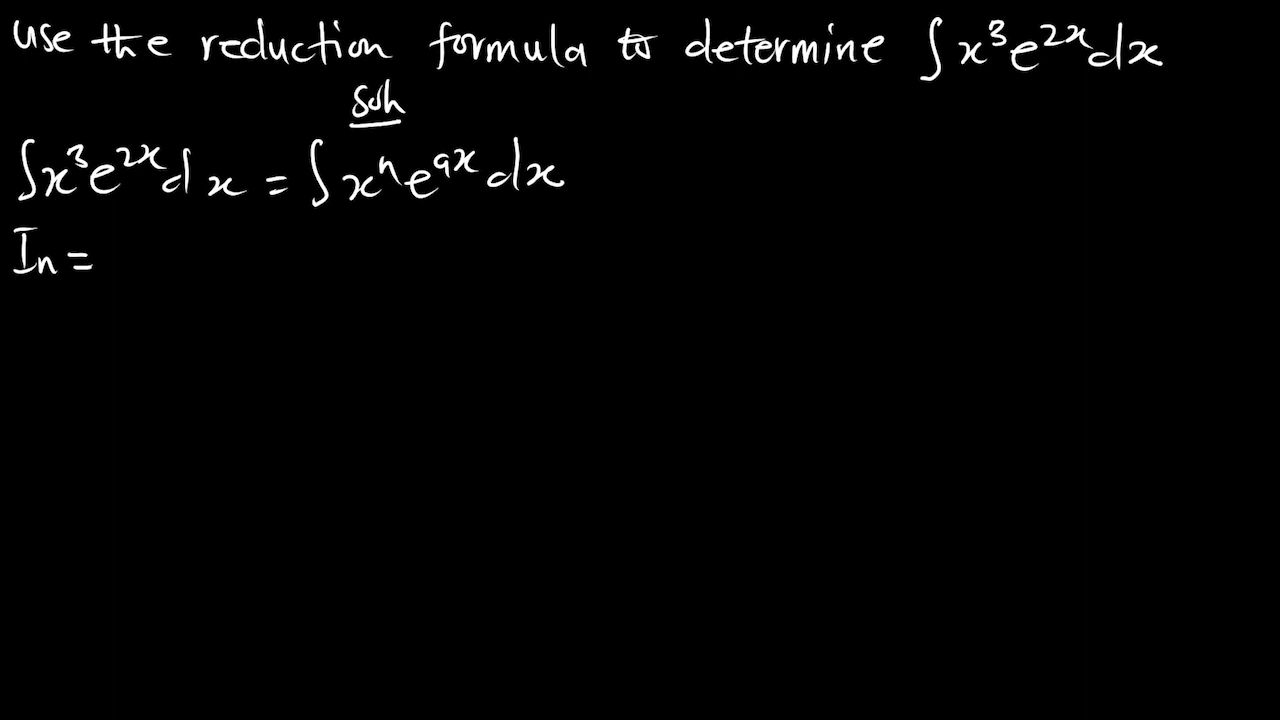 use the reduction formula to determine ∫x³e²ˣdx
soln
∫x³e²ˣdx = ∫xⁿeᵃˣdx
Iₙ =